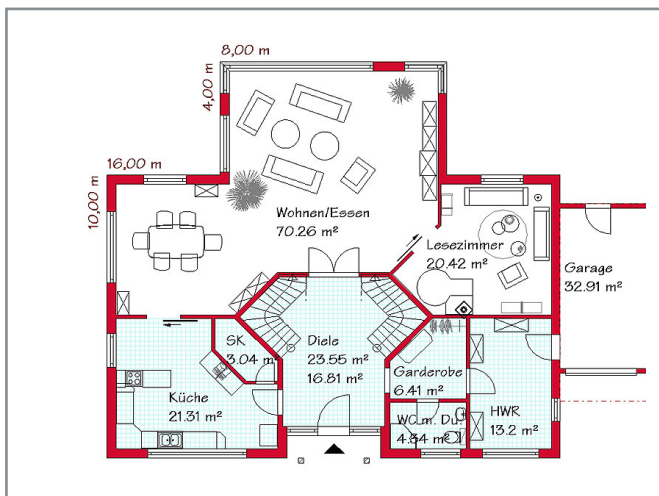 8,00 m
4,00 m
16,00 m
10,00 m
Wohnen/Essen
70.26 m²
Lesezimmer
20.42 m²
Garage
32.91 m²
SK
3.04 m²
Diele
23.55 m²
16.81 m²
Garderobe
6.41 m²
Küche
21.31 m²
WC m. Du.
4.34 m²
HWR
13.2 m²